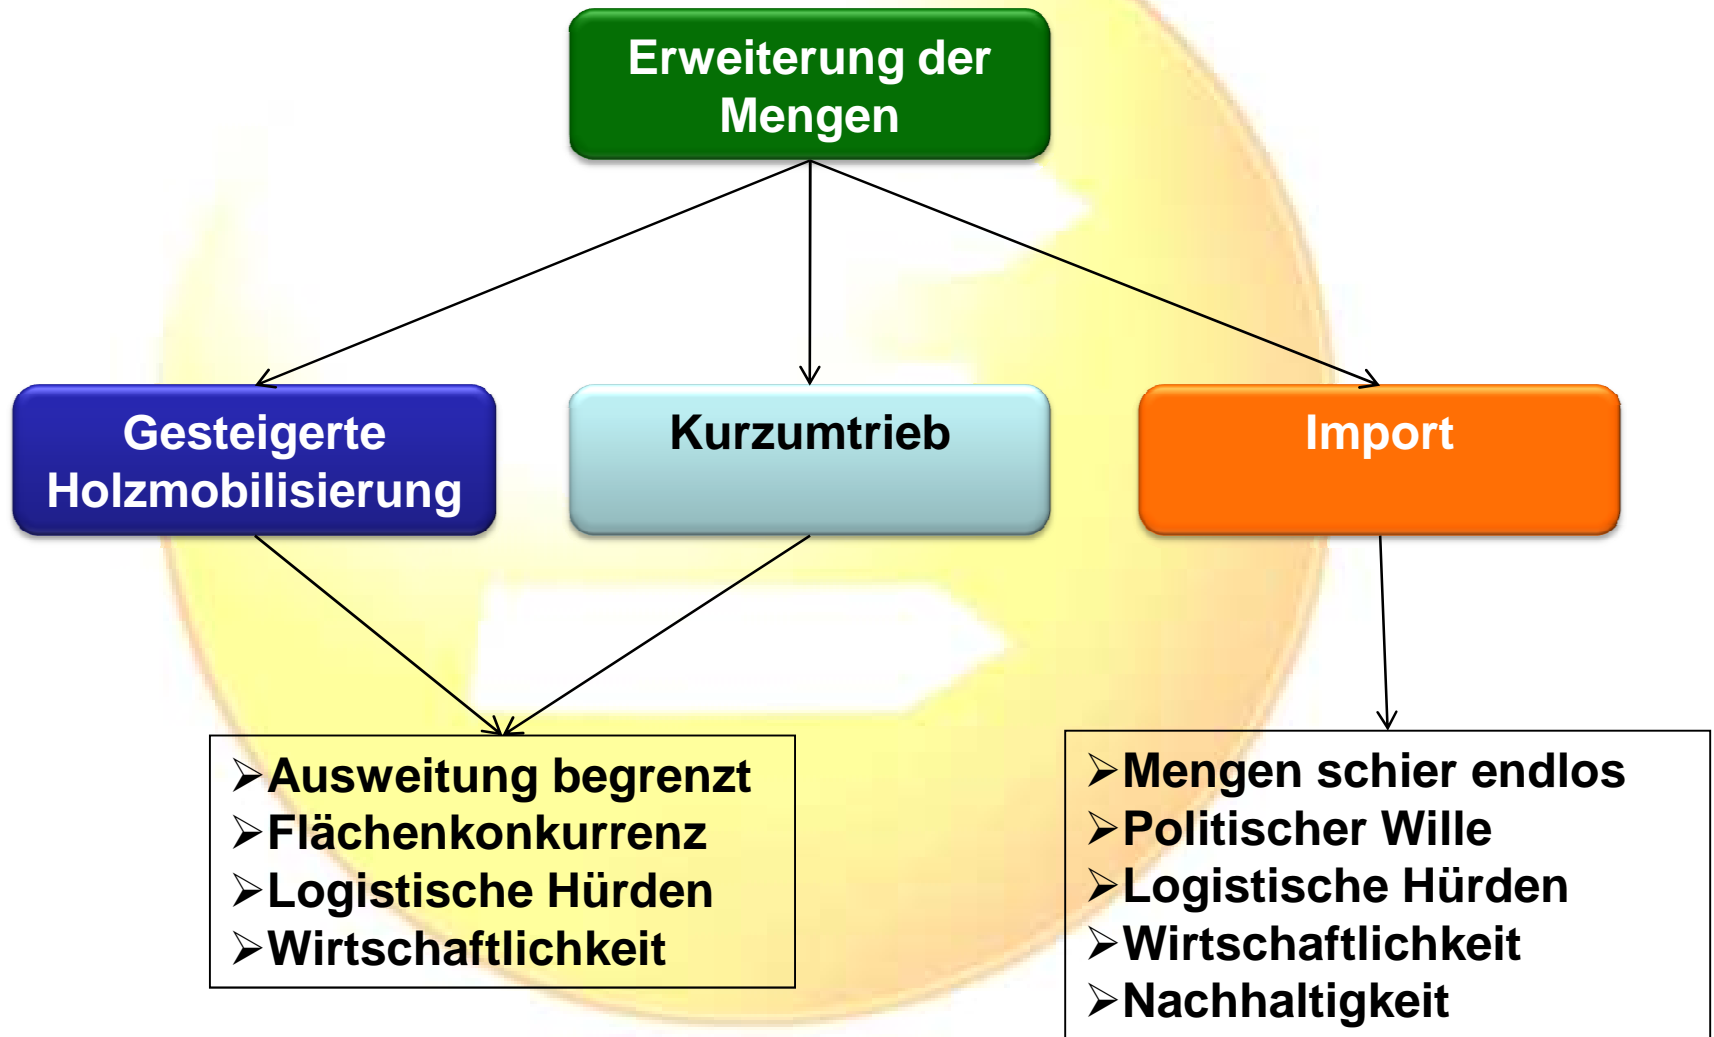 Erweiterung der
Mengen
Gesteigerte
Holzmobilisierung
Kurzumtrieb
Import
➢Ausweitung begrenzt
➢Flächenkonkurrenz
➢Logistische Hürden
➢Wirtschaftlichkeit
➢Mengen schier endlos
➢Politischer Wille
➢Logistische Hürden
➢Wirtschaftlichkeit
➢Nachhaltigkeit